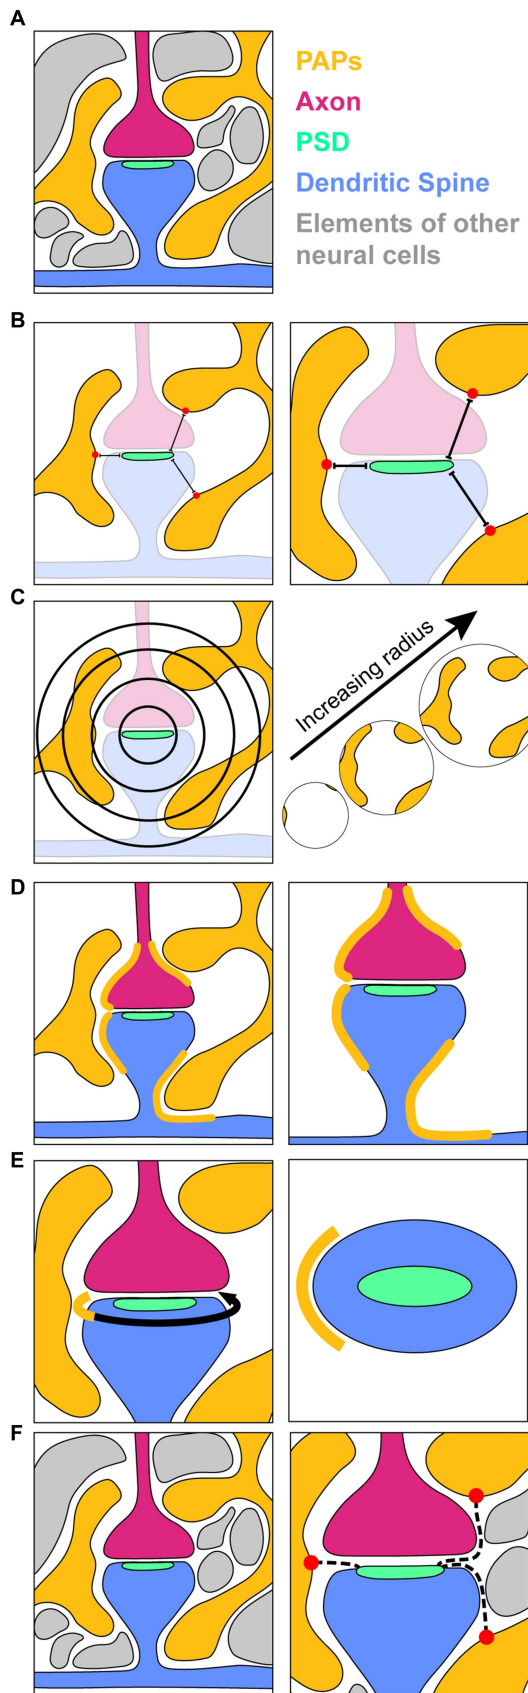 A
PAPs
Axon
PSD
Dendritic Spine
Elements of other
neural cells
B
C
Increasing radius
D
E
F